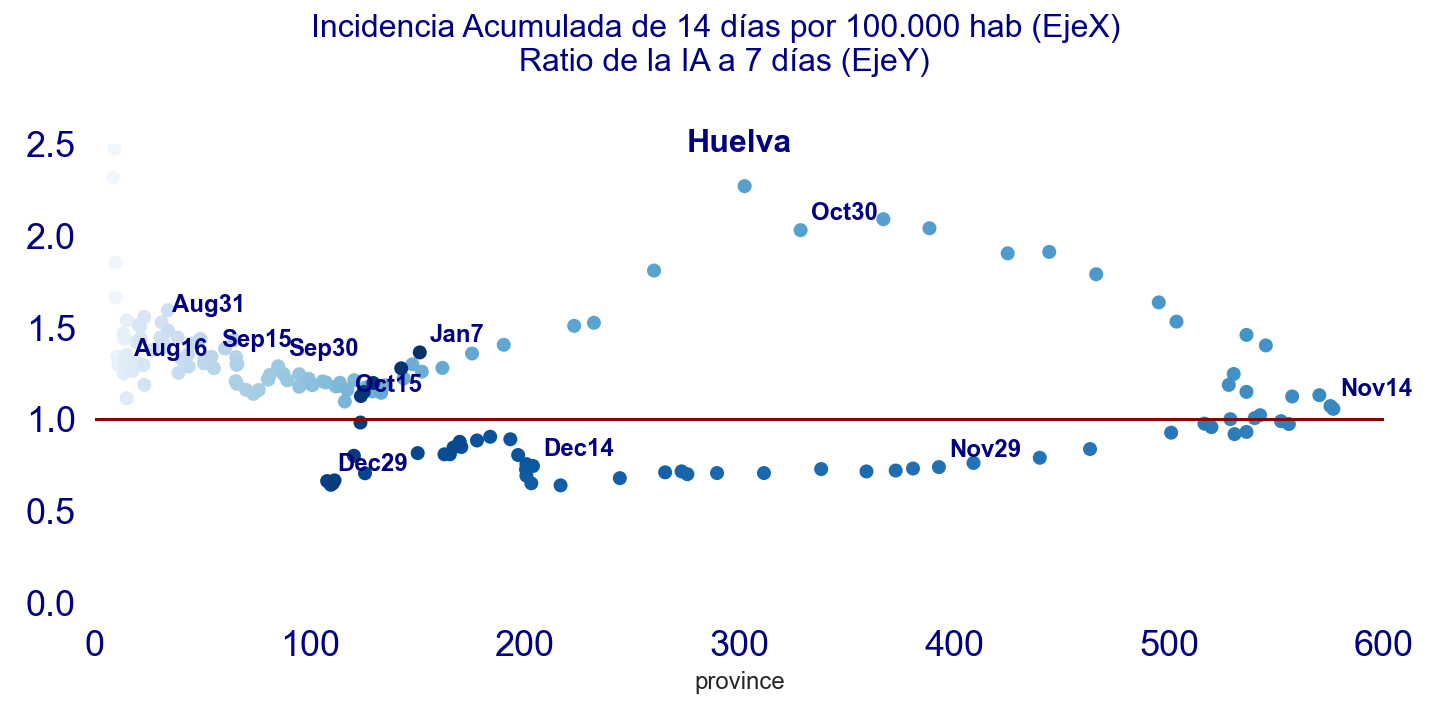 Incidencia Acumulada de 14 días por 100.000 hab (EjeX)
Ratio de la IA a 7 días (EjeY)
Huelva
2.5
2.0
1.5
1.0
0.5
0.0
Oct30
Aug31
Sep15
Sep30
Jan7
Aug16
Oct15
Nov14
Dec14
Nov29
Dec29
0
100
200
300
400
500
600
province